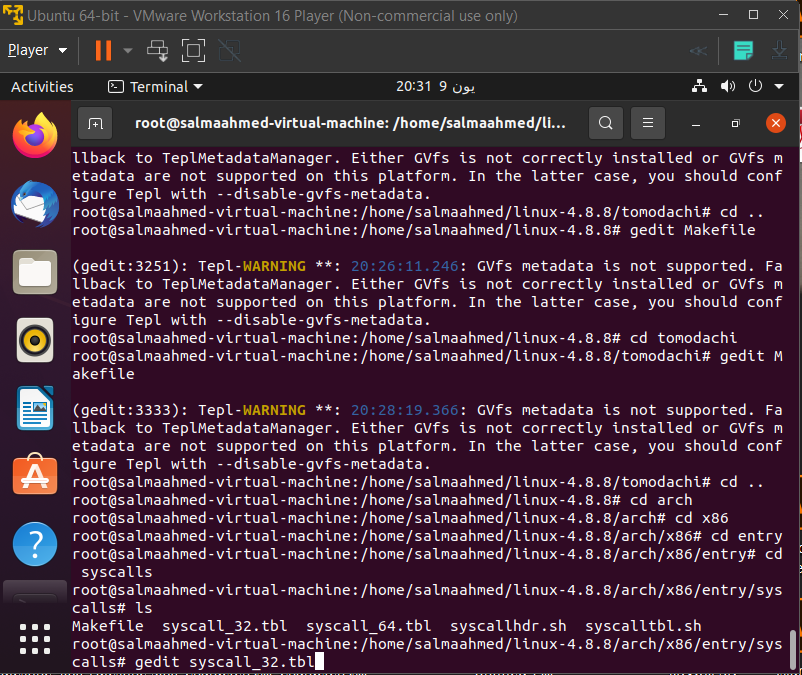 Ubuntu 64-bit - VMware Workstation 16 Player (Non-commercial use only)
Player
Activities
Terminal
20:31 9 يون
root@salmaahmed-virtual-machine: /home/salmaahmed/li...
llback to TeplMetadataManager. Either GVfs is not correctly installed or GVfs m
etadata are not supported on this platform. In the latter case, you should conf
igure Tepl with --disable-gvfs-metadata.
root@salmaahmed-virtual-machine:/home/salmaahmed/linux-4.8.8/tomodachi# cd ..
root@salmaahmed-virtual-machine:/home/salmaahmed/linux-4.8.8# gedit Makefile
(gedit:3251): Tepl-WARNING **: 20:26:11.246: GVfs metadata is not supported. Fa
llback to TeplMetadataManager. Either GVfs is not correctly installed or GVfs m
etadata are not supported on this platform. In the latter case, you should conf
igure Tepl with --disable-gvfs-metadata.
root@salmaahmed-virtual-machine:/home/salmaahmed/linux-4.8.8# cd tomodachi
root@salmaahmed-virtual-machine:/home/salmaahmed/linux-4.8.8/tomodachi# gedit M
akefile
(gedit:3333): Tepl-WARNING **: 20:28:19.366: GVfs metadata is not supported. Fa
llback to TeplMetadataManager. Either GVfs is not correctly installed or GVfs m
etadata are not supported on this platform. In the latter case, you should conf
igure Tepl with --disable-gvfs-metadata.
root@salmaahmed-virtual-machine:/home/salmaahmed/linux-4.8.8/tomodachi# cd ..
root@salmaahmed-virtual-machine:/home/salmaahmed/linux-4.8.8# cd arch
root@salmaahmed-virtual-machine:/home/salmaahmed/linux-4.8.8/arch# cd x86
root@salmaahmed-virtual-machine:/home/salmaahmed/linux-4.8.8/arch/x86# cd entry
root@salmaahmed-virtual-machine:/home/salmaahmed/linux-4.8.8/arch/x86/entry# cd
 syscalls
root@salmaahmed-virtual-machine:/home/salmaahmed/linux-4.8.8/arch/x86/entry/sys
calls# ls
Makefile  syscall_32.tbl  syscall_64.tbl  syscallhdr.sh  syscalltbl.sh
root@salmaahmed-virtual-machine:/home/salmaahmed/linux-4.8.8/arch/x86/entry/sys
calls# gedit syscall_32.tbl